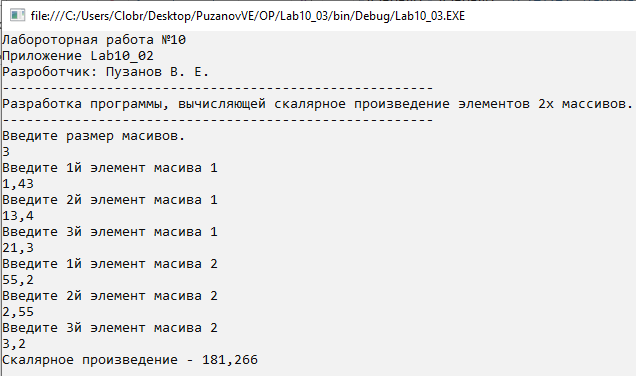 file:///C:/Users/Clobr/Desktop/PuzanovVE/OP/Lab10_03/bin/Debug/Lab10_03.EXE
Лабороторная работа №10
Приложение Lab10_02
Разроботчик: Пузанов В. Е.
------------------------------------------------------
Разработка программы, вычисляющей скалярное произведение элементов 2х массивов.
------------------------------------------------------
Введите размер масивов.
3
Введите 1й элемент масива 1
1,43
Введите 2й элемент масива 1
13,4
Введите 3й элемент масива 1
21,3
Введите 1й элемент масива 2
55,2
Введите 2й элемент масива 2
2,55
Введите 3й элемент масива 2
3,2
Скалярное произведение - 181,266